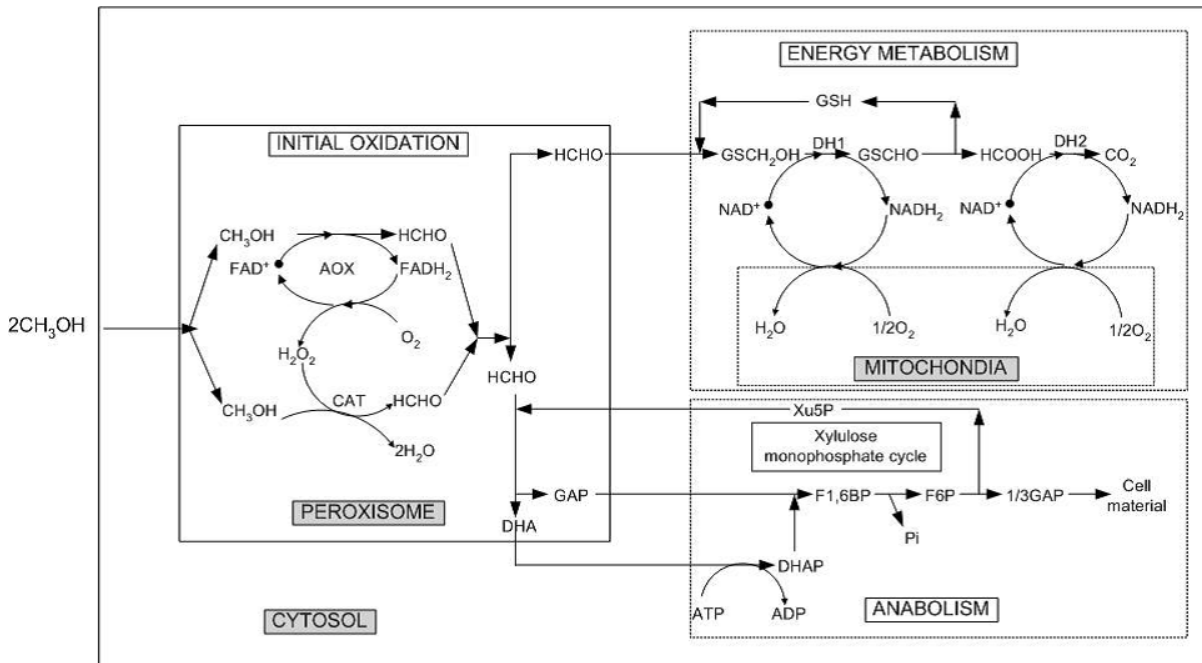 ENERGY METABOLISM
GSH
INITIAL OXIDATION
HCHO
GSCH₂OH
DH1
GSCHO
HCOOH
DH2
CO₂
NAD⁺
NADH₂
NAD⁺
NADH₂
CH₃OH
HCHO
FAD⁺
AOX
FADH₂
2CH₃OH
H₂O₂
O₂
H₂O
1/2O₂
H₂O
1/2O₂
MITOCHONDIA
HCHO
CH₃OH
CAT
HCHO
2H₂O
Xu5P
Xylulose
monophosphate cycle
PEROXISOME
GAP
F1,6BP
F6P
1/3GAP
Cell
material
DHA
Pi
DHAP
ATP
ADP
ANABOLISM
CYTOSOL